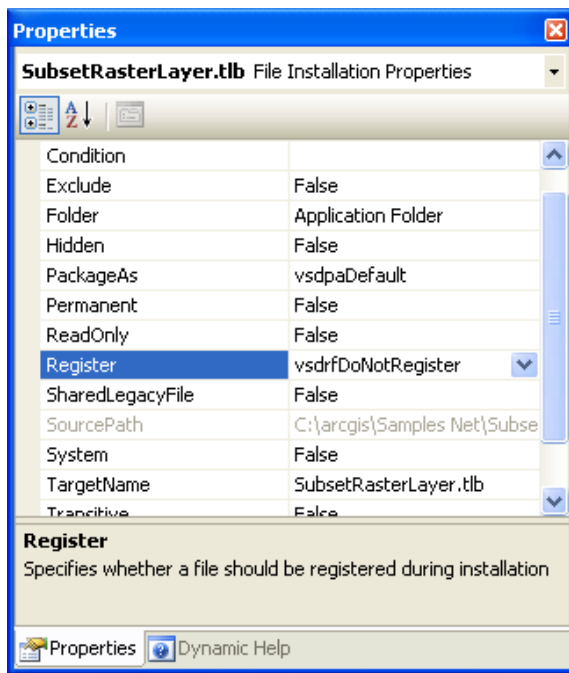 Properties
SubsetRasterLayer.tlb File Installation Properties
Condition
Exclude False
Folder Application Folder
Hidden False
PackageAs vsdpaDefault
Permanent False
ReadOnly False
Register vsdrfDoNotRegister
SharedLegacyFile False
SourcePath C:\arcgis\Samples Net\Subse
System False
TargetName SubsetRasterLayer.tlb
Transitive False
Register
Specifies whether a file should be registered during installation
Properties Dynamic Help